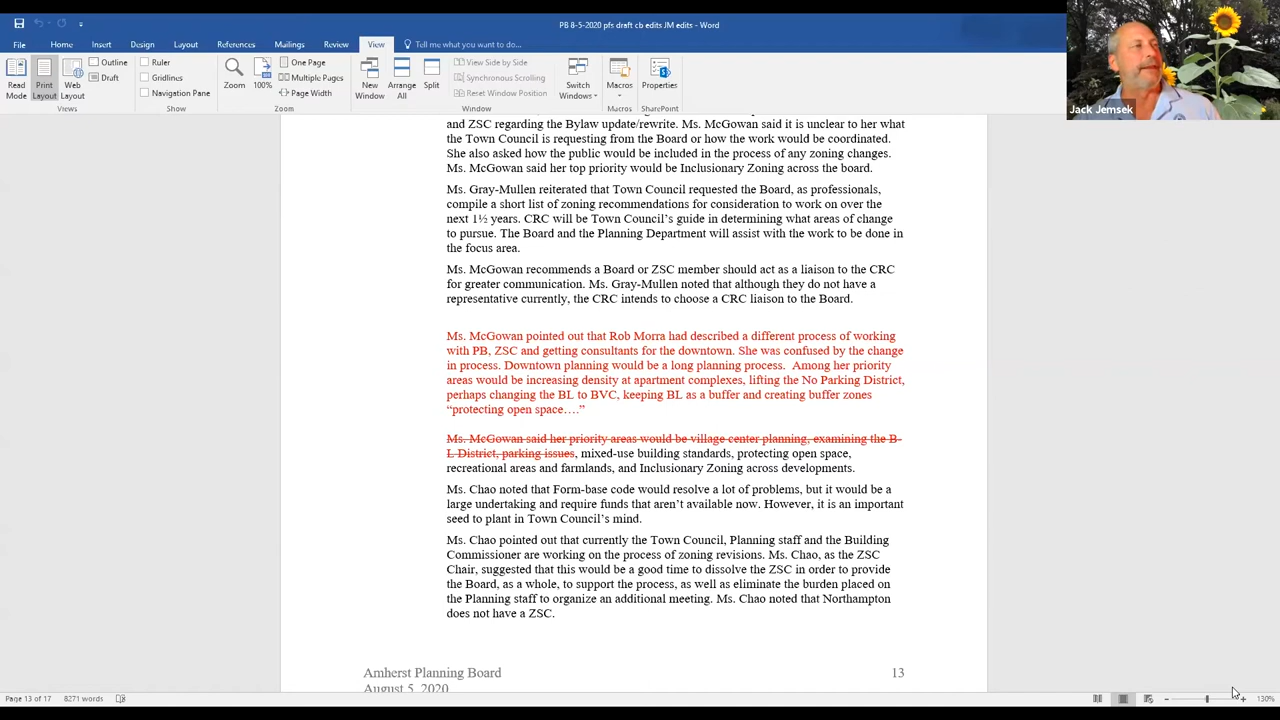 PB 8-5-2020 pfs draft cb edits JM edits - Word
File Home Insert Design Layout References Mailings Review View Tell me what you want to do...
Read Mode
Print Layout
Web Layout
Outline
Draft
Views
Ruler
Gridlines
Navigation Pane
Show
Zoom
100%
One Page
Multiple Pages
Page Width
Zoom
New Window
Arrange All
Split
View Side by Side
Synchronous Scrolling
Reset Window Position
Window
Switch Windows
Macros
Macros
Properties
SharePoint
Jack Jemsek
and ZSC regarding the Bylaw update/rewrite. Ms. McGowan said it is unclear to her what
the Town Council is requesting from the Board or how the work would be coordinated.
She also asked how the public would be included in the process of any zoning changes.
Ms. McGowan said her top priority would be Inclusionary Zoning across the board.
Ms. Gray-Mullen reiterated that Town Council requested the Board, as professionals,
compile a short list of zoning recommendations for consideration to work on over the
next 1½ years. CRC will be Town Council's guide in determining what areas of change
to pursue. The Board and the Planning Department will assist with the work to be done in
the focus area.
Ms. McGowan recommends a Board or ZSC member should act as a liaison to the CRC
for greater communication. Ms. Gray-Mullen noted that although they do not have a
representative currently, the CRC intends to choose a CRC liaison to the Board.
Ms. McGowan pointed out that Rob Morra had described a different process of working
with PB, ZSC and getting consultants for the downtown. She was confused by the change
in process. Downtown planning would be a long planning process. Among her priority
areas would be increasing density at apartment complexes, lifting the No Parking District,
perhaps changing the BL to BVC, keeping BL as a buffer and creating buffer zones
“protecting open space….”
Ms. McGowan said her priority areas would be village center planning, examining the B-
L District, parking issues, mixed-use building standards, protecting open space,
recreational areas and farmlands, and Inclusionary Zoning across developments.
Ms. Chao noted that Form-base code would resolve a lot of problems, but it would be a
large undertaking and require funds that aren't available now. However, it is an important
seed to plant in Town Council's mind.
Ms. Chao pointed out that currently the Town Council, Planning staff and the Building
Commissioner are working on the process of zoning revisions. Ms. Chao, as the ZSC
Chair, suggested that this would be a good time to dissolve the ZSC in order to provide
the Board, as a whole, to support the process, as well as eliminate the burden placed on
the Planning staff to organize an additional meeting. Ms. Chao noted that Northampton
does not have a ZSC.
Amherst Planning Board 13
August 5, 2020
Page 13 of 17 8271 words 130%